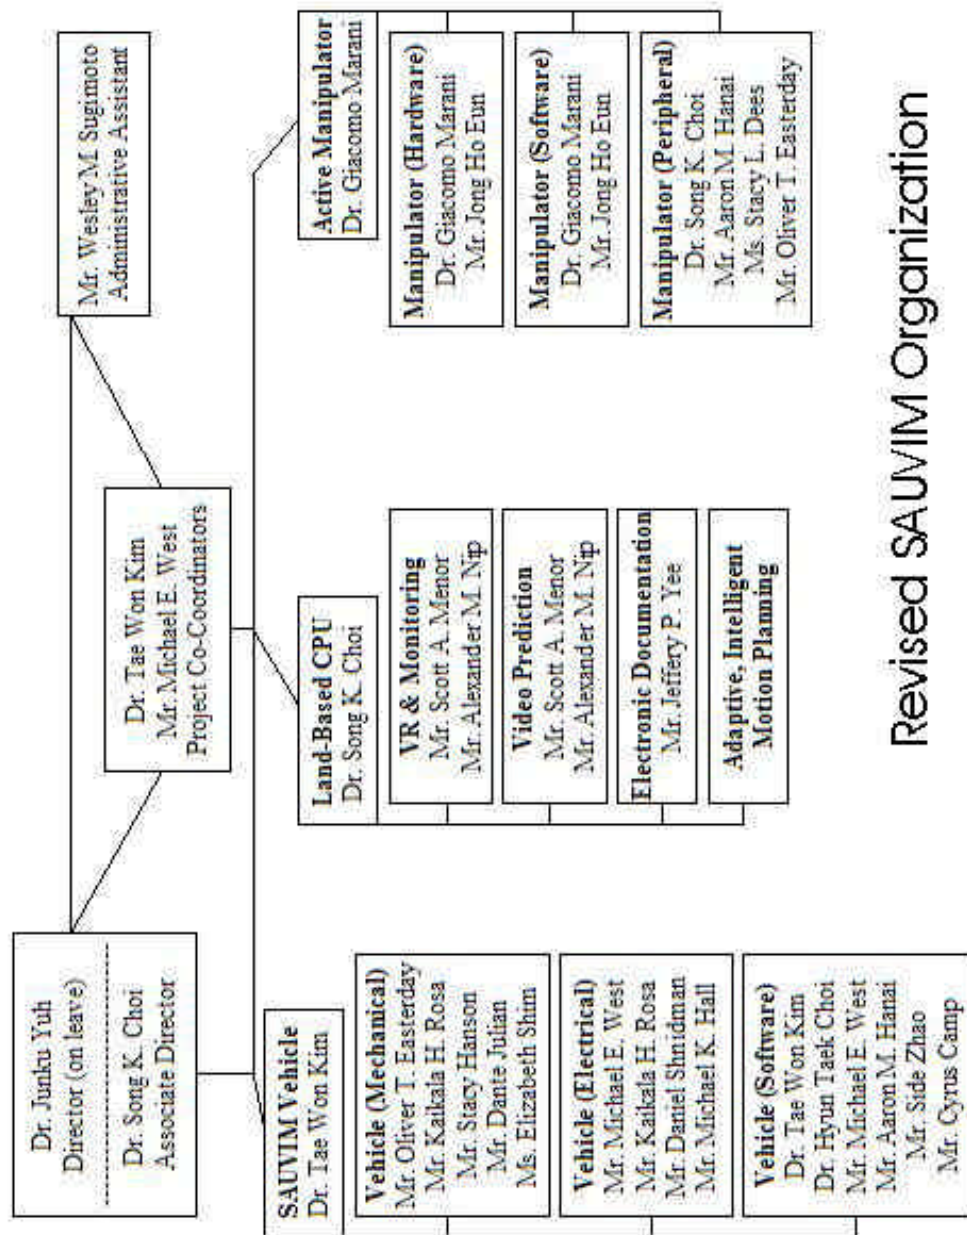 Dr. Junku Yuh
Director (on leave)
Dr. Song K. Choi
Associate Director
Dr. Tae Won Kim
Mr. Michael E. West
Project Co-Coordinators
Mr. Wesley M. Sugimoto
Administrative Assistant
SAUVIM Vehicle
Dr. Tae Won Kim
Vehicle (Mechanical)
Mr. Oliver T. Easterday
Mr. Kaikala H. Rosa
Mr. Stacy Hanson
Mr. Dante Julian
Ms. Elizabeth Shim
Vehicle (Electrical)
Mr. Michael E. West
Mr. Kaikala H. Rosa
Mr. Daniel Shnidman
Mr. Michael K. Hall
Vehicle (Software)
Dr. Tae Won Kim
Dr. Hyun Taek Choi
Mr. Michael E. West
Mr. Aaron M. Hanai
Mr. Side Zhao
Mr. Cyrus Camp
Land-Based CPU
Dr. Song K. Choi
VR & Monitoring
Mr. Scott A. Menor
Mr. Alexander M. Nip
Video Prediction
Mr. Scott A. Menor
Mr. Alexander M. Nip
Electronic Documentation
Mr. Jeffery P. Yee
Adaptive, Intelligent
Motion Planning
Active Manipulator
Dr. Giacomo Marani
Manipulator (Hardware)
Dr. Giacomo Marani
Mr. Jong Ho Eun
Manipulator (Software)
Dr. Giacomo Marani
Mr. Jong Ho Eun
Manipulator (Peripheral)
Dr. Song K. Choi
Mr. Aaron M. Hanai
Ms. Stacy L. Dees
Mr. Oliver T. Easterday
Revised SAUVIM Organization